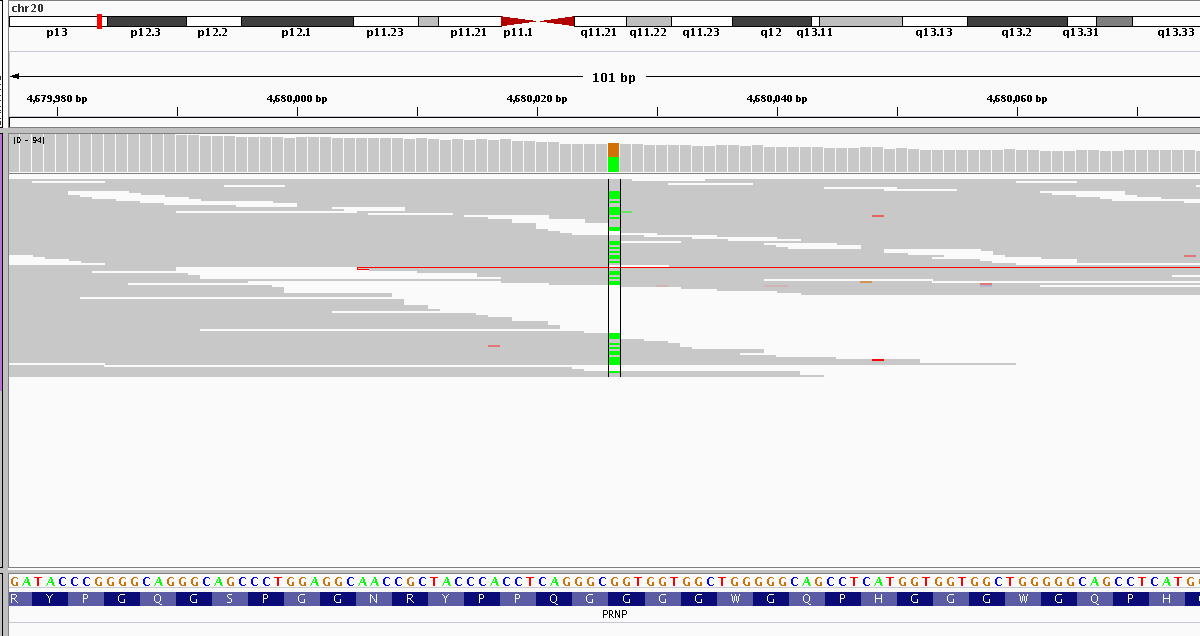 chr20
p13 p12.3 p12.2 p12.1 p11.23 p11.21 p11.1 q11.21 q11.22 q11.23 q12 q13.11 q13.13 q13.2 q13.31 q13.33
101 bp
4,679,980 bp 4,680,000 bp 4,680,020 bp 4,680,040 bp 4,680,060 bp
[0 - 94]
GATACCCGGGGCAGGGCAGCCCTGGAGGCAACCGCTACCCACCTCAGGGCGGTGGTGGCTGGGGGCAGCCTCATGGTGGTGGCTGGGGGCAGCCTCATG
R Y P G Q G S P G G N R Y P P Q G G G G W G Q P H G G G W G Q P H
PRNP